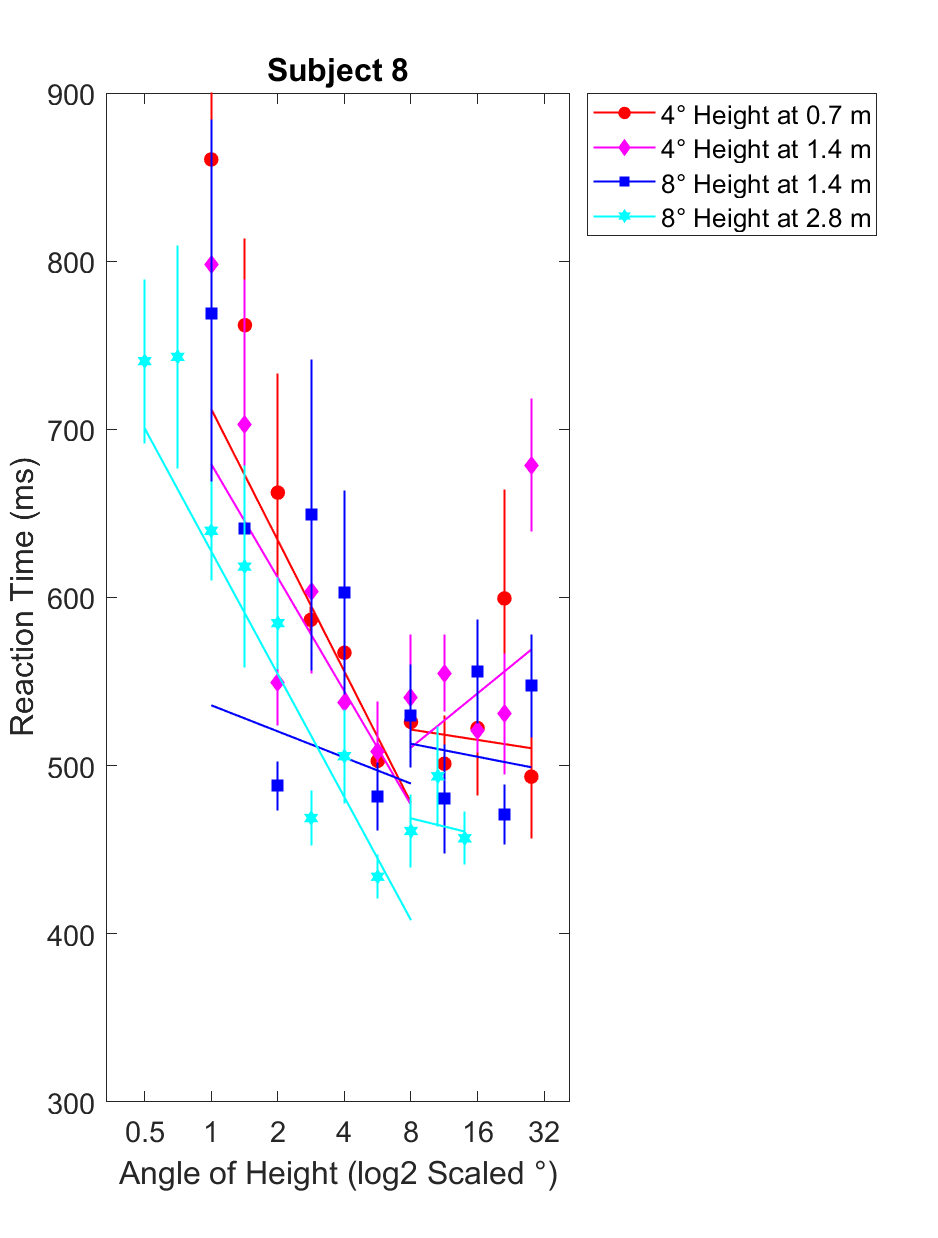 Subject 8
900
800
700
600
500
400
300
Reaction Time (ms)
0.5 1 2 4 8 16 32
Angle of Height (log2 Scaled °)
4° Height at 0.7 m
4° Height at 1.4 m
8° Height at 1.4 m
8° Height at 2.8 m